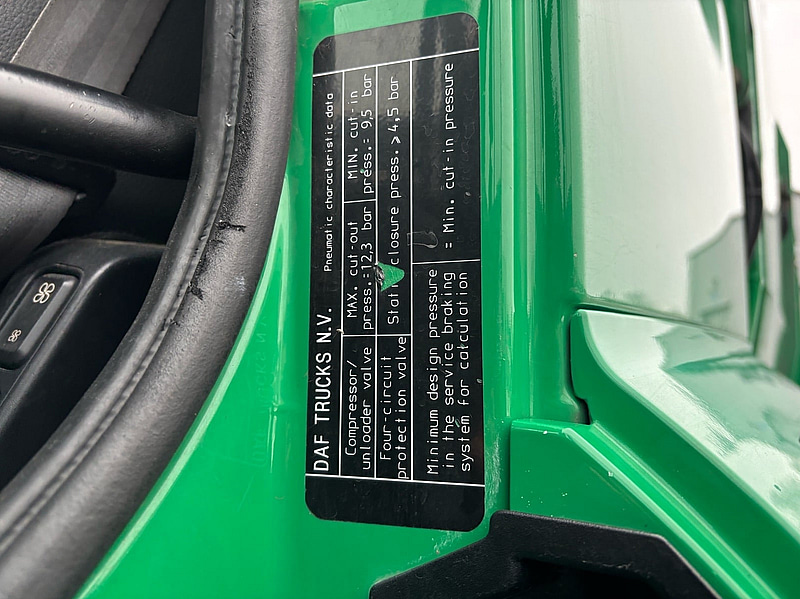 DAF TRUCKS N.V. Pneumatic characteristic data
Compressor/ MAX. cut-out MIN. cut-in
unloader valve press.=12,3 bar press.= 9,5 bar
Four-circuit Stat closure press. >4,5 bar
protection valve
Minimum design pressure
in the service braking = Min. cut-in pressure
system for calculation